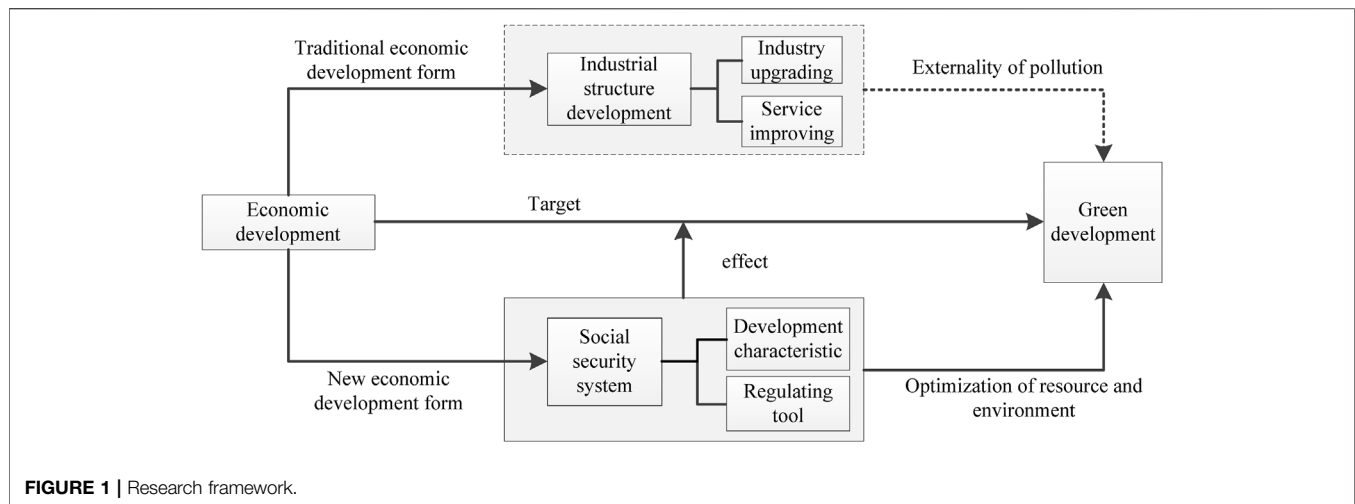 Traditional economic
development form
Industrial
structure
development
Industry
upgrading
Service
improving
Externality of pollution
Economic
development
Target
Green
development
effect
New economic
development form
Social
security
system
Development
characteristic
Regulating
tool
Optimization of resource and
environment
FIGURE 1 | Research framework.